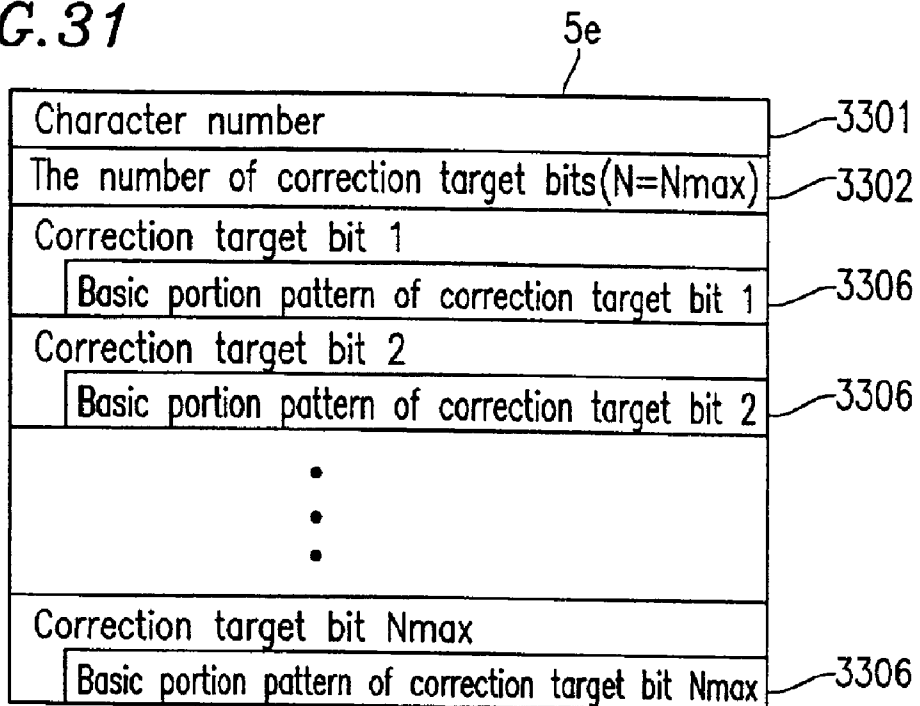 G.31
5e
Character number
3301
The number of correction target bits(N=Nmax)
3302
Correction target bit 1
Basic portion pattern of correction target bit 1
3306
Correction target bit 2
Basic portion pattern of correction target bit 2
3306
Correction target bit Nmax
Basic portion pattern of correction target bit Nmax
3306